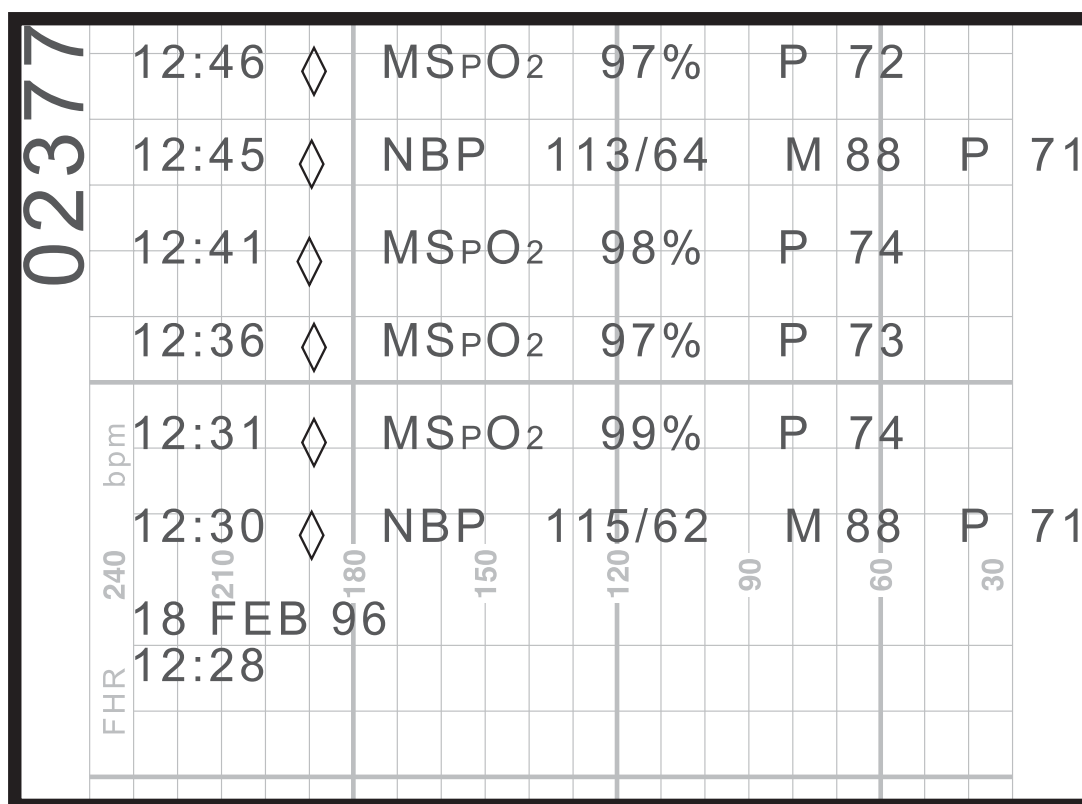 02377
12:46 ◊ MSpO2 97% P 72
12:45 ◊ NBP 113/64 M 88 P 71
12:41 ◊ MSpO2 98% P 74
12:36 ◊ MSpO2 97% P 73
12:31 ◊ MSpO2 99% P 74
12:30 ◊ NBP 115/62 M 88 P 71
FHR 240 bpm
210
180
150
120
90
60
30
18 FEB 96
12:28